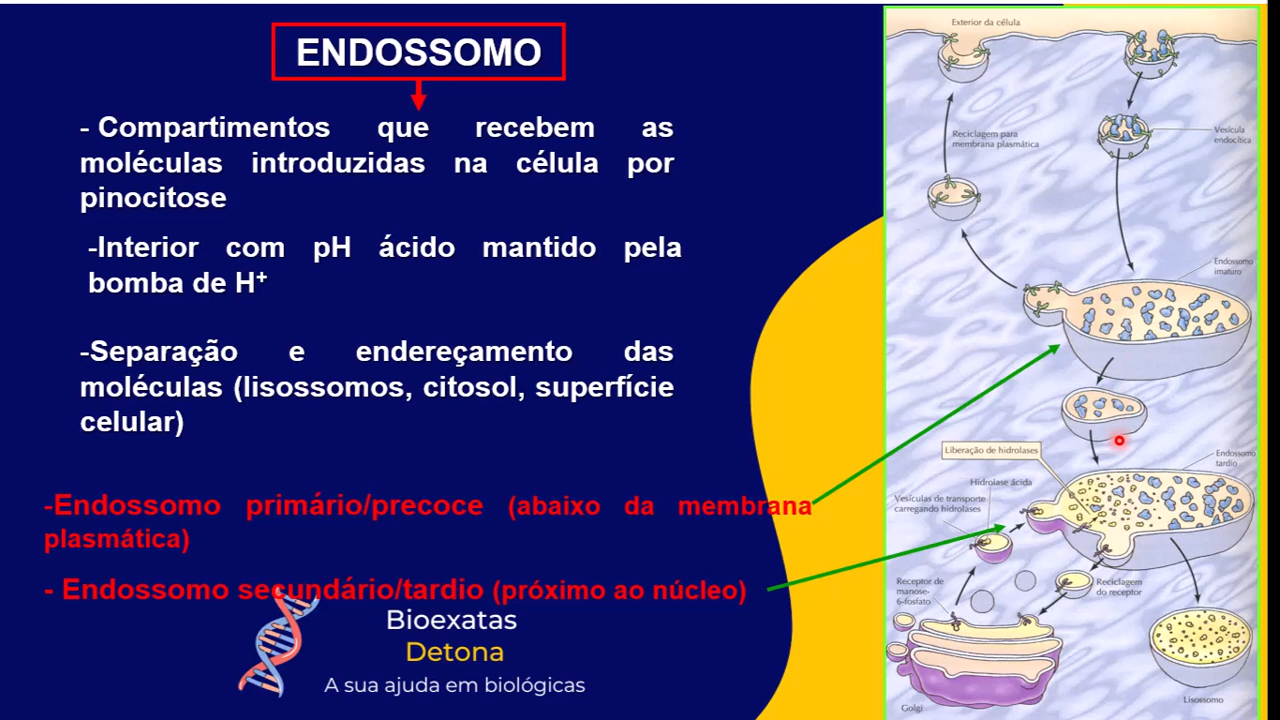 ENDOSSOMO
- Compartimentos que recebem as
moléculas introduzidas na célula por
pinocitose
-Interior com pH ácido mantido pela
bomba de H⁺
-Separação e endereçamento das
moléculas (lisossomos, citosol, superfície
celular)
-Endossomo primário/precoce (abaixo da membrana
plasmática)
- Endossomo secundário/tardio (próximo ao núcleo)
Bioexatas
Detona
A sua ajuda em biológicas
Exterior da célula
Reciclagem para
membrana plasmática
Vesícula
endocítica
Endossomo
imaturo
Liberação de hidrolases
Endossomo
tardio
Hidrolase ácida
Vesículas de transporte
carregando hidrolases
Receptor de
manose-
6-fosfato
Reciclagem
do receptor
Lisossomo
Golgi